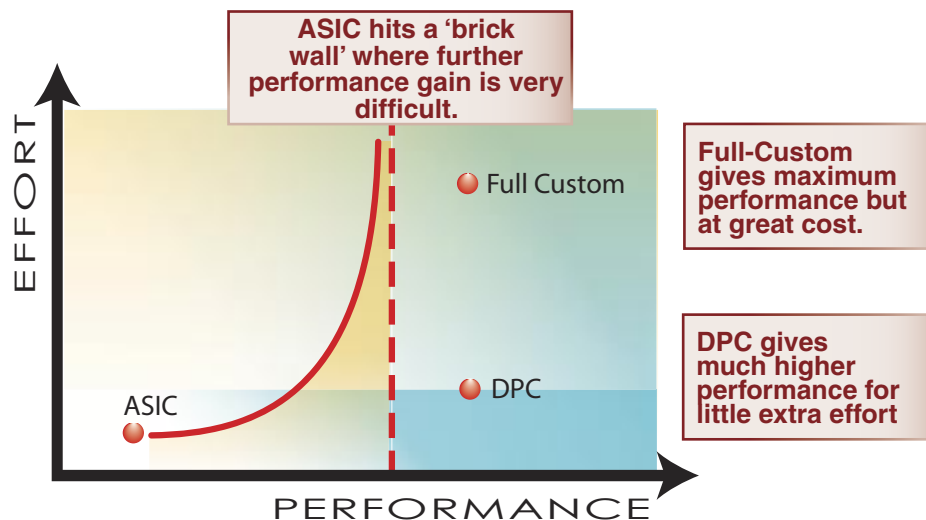 ASIC hits a ‘brick
wall’ where further
performance gain is very
difficult.
EFFORT
Full Custom
Full-Custom
gives maximum
performance but
at great cost.
DPC gives
much higher
performance for
little extra effort
DPC
ASIC
PERFORMANCE